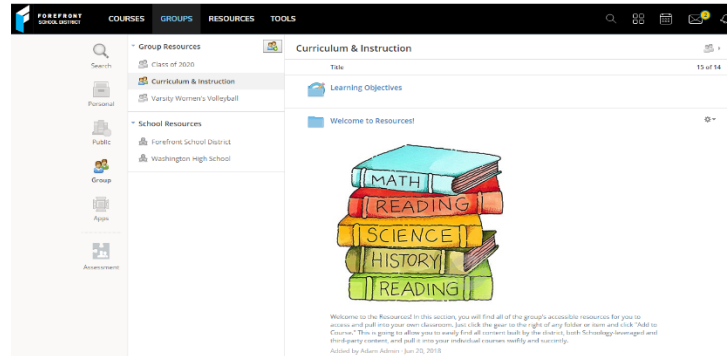 FOREFRONT
SCHOOL DISTRICT
COURSES GROUPS RESOURCES TOOLS
2
Search
Personal
Public
Group
Apps
Assessment
Group Resources
Class of 2020
Curriculum & Instruction
Varsity Women's Volleyball
School Resources
Forefront School District
Washington High School
Curriculum & Instruction
Title 15 of 14
Learning Objectives
Welcome to Resources!
MATH
READING
SCIENCE
HISTORY
READING
Welcome to the Resources! In this section, you will find all of the group's accessible resources for you to
access and pull into your own classroom. Just click the gear to the right of any folder or item and click "Add to
Course." This is going to allow you to easily find all content built by the district, both Schoology-leveraged and
third-party content, and pull it into your individual courses swiftly and succinctly.
Added by Adam Admin · Jun 20, 2018